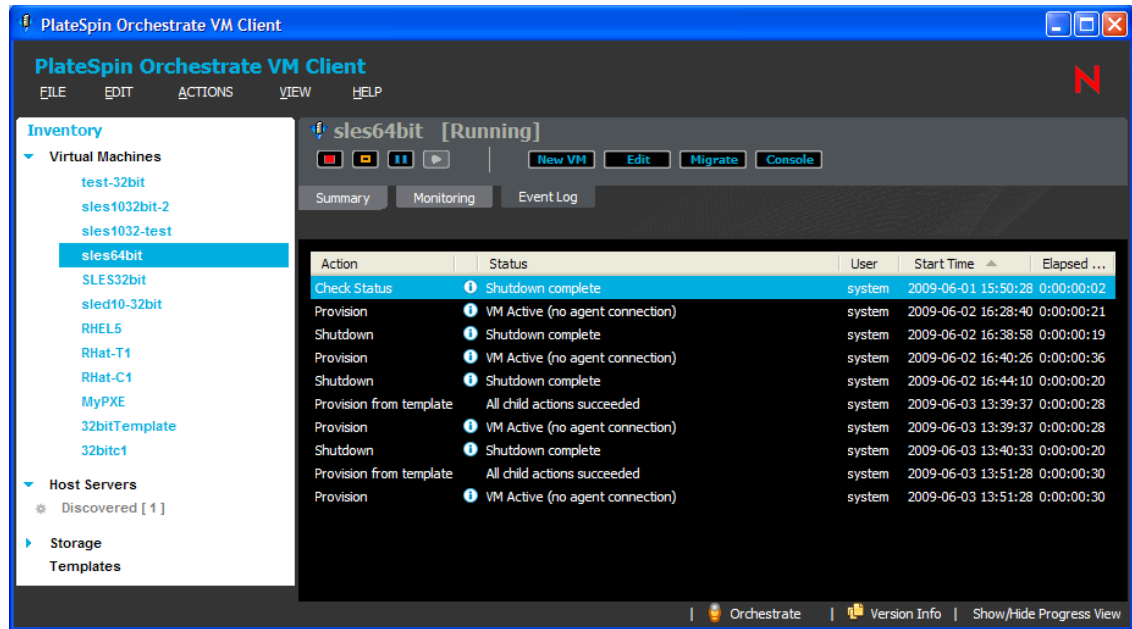 PlateSpin Orchestrate VM Client
PlateSpin Orchestrate VM Client
FILE EDIT ACTIONS VIEW HELP
N
Inventory
Virtual Machines
test-32bit
sles1032bit-2
sles1032-test
sles64bit
SLES32bit
sled10-32bit
RHEL5
RHat-T1
RHat-C1
MyPXE
32bitTemplate
32bitc1
Host Servers
Discovered [ 1 ]
Storage
Templates
sles64bit [Running]
New VM Edit Migrate Console
Summary Monitoring Event Log
Action Status User Start Time Elapsed ...
Check Status Shutdown complete system 2009-06-01 15:50:28 0:00:00:02
Provision VM Active (no agent connection) system 2009-06-02 16:28:40 0:00:00:21
Shutdown Shutdown complete system 2009-06-02 16:38:58 0:00:00:19
Provision VM Active (no agent connection) system 2009-06-02 16:40:26 0:00:00:36
Shutdown Shutdown complete system 2009-06-02 16:44:10 0:00:00:20
Provision from template All child actions succeeded system 2009-06-03 13:39:37 0:00:00:28
Provision VM Active (no agent connection) system 2009-06-03 13:39:37 0:00:00:28
Shutdown Shutdown complete system 2009-06-03 13:40:33 0:00:00:20
Provision from template All child actions succeeded system 2009-06-03 13:51:28 0:00:00:30
Provision VM Active (no agent connection) system 2009-06-03 13:51:28 0:00:00:30
| Orchestrate | Version Info | Show/Hide Progress View